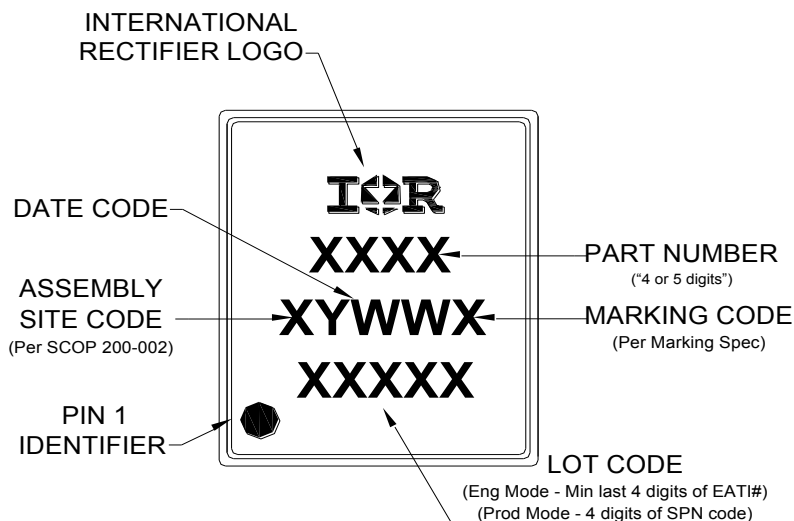 INTERNATIONAL
RECTIFIER LOGO
IOR
DATE CODE
XXXX
PART NUMBER
(“4 or 5 digits”)
ASSEMBLY
SITE CODE
(Per SCOP 200-002)
XYWWX
MARKING CODE
(Per Marking Spec)
XXXXX
PIN 1
IDENTIFIER
LOT CODE
(Eng Mode - Min last 4 digits of EATI#)
(Prod Mode - 4 digits of SPN code)